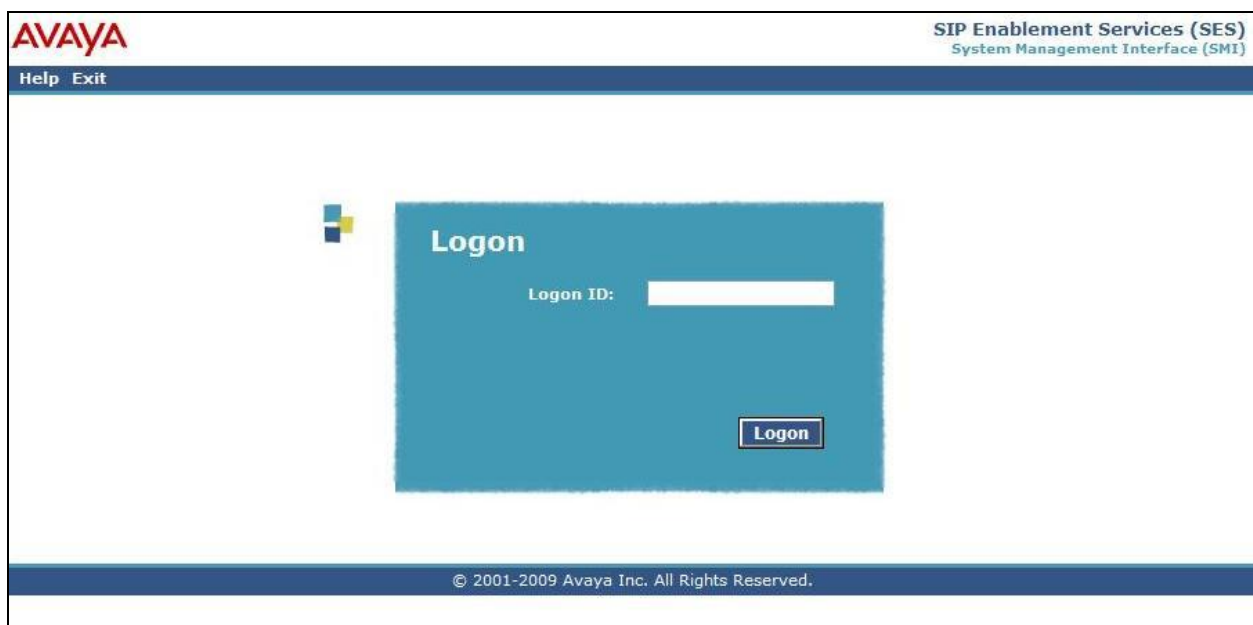 AVAYA
SIP Enablement Services (SES)
System Management Interface (SMI)
Help Exit
Logon
Logon ID:
Logon
© 2001-2009 Avaya Inc. All Rights Reserved.